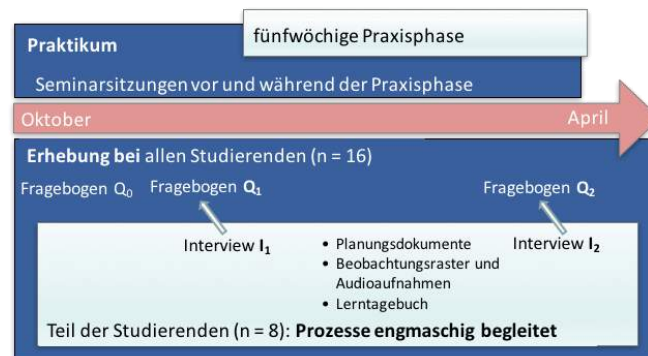 Praktikum
fünfwöchige Praxisphase
Seminarsitzungen vor und während der Praxisphase
Oktober
April
Erhebung bei allen Studierenden (n = 16)
Fragebogen Q₀
Fragebogen Q₁
Fragebogen Q₂
Interview I₁
• Planungsdokumente
• Beobachtungsraster und
Audioaufnahmen
• Lerntagebuch
Interview I₂
Teil der Studierenden (n = 8): Prozesse engmaschig begleitet